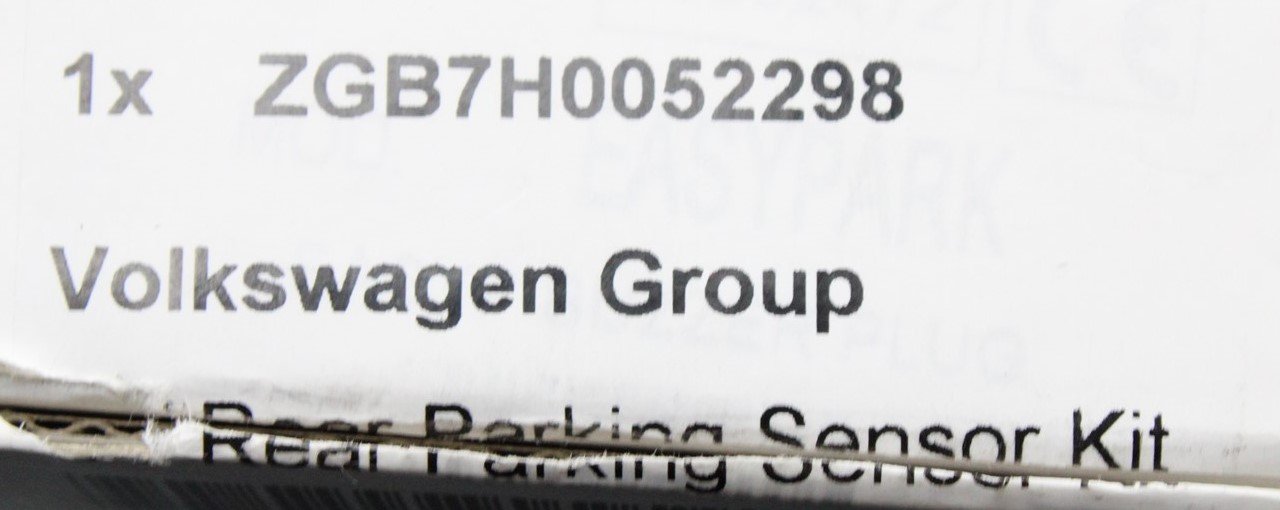 1x ZGB7H0052298
Volkswagen Group
Rear Parking Sensor Kit